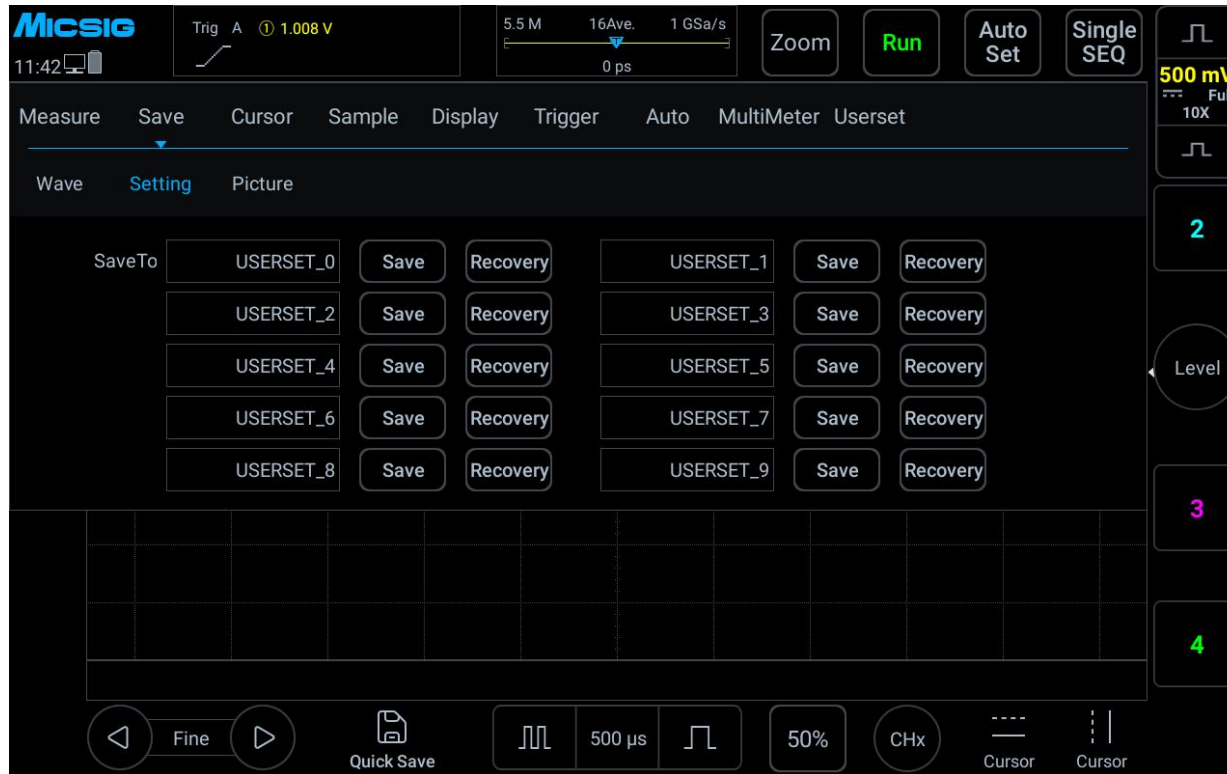 MICSIG
Trig A ① 1.008 V
5.5 M 16Ave. 1 GSa/s
0 ps
Zoom
Run
Auto
Set
Single
SEQ
11:42
500 mV
Ful
10X
Measure Save Cursor Sample Display Trigger Auto MultiMeter Userset
Wave Setting Picture
2
SaveTo USERSET_0 Save Recovery USERSET_1 Save Recovery
USERSET_2 Save Recovery USERSET_3 Save Recovery
USERSET_4 Save Recovery USERSET_5 Save Recovery
Level
USERSET_6 Save Recovery USERSET_7 Save Recovery
USERSET_8 Save Recovery USERSET_9 Save Recovery
3
4
Fine
Quick Save
500 µs
50%
CHx
Cursor
Cursor